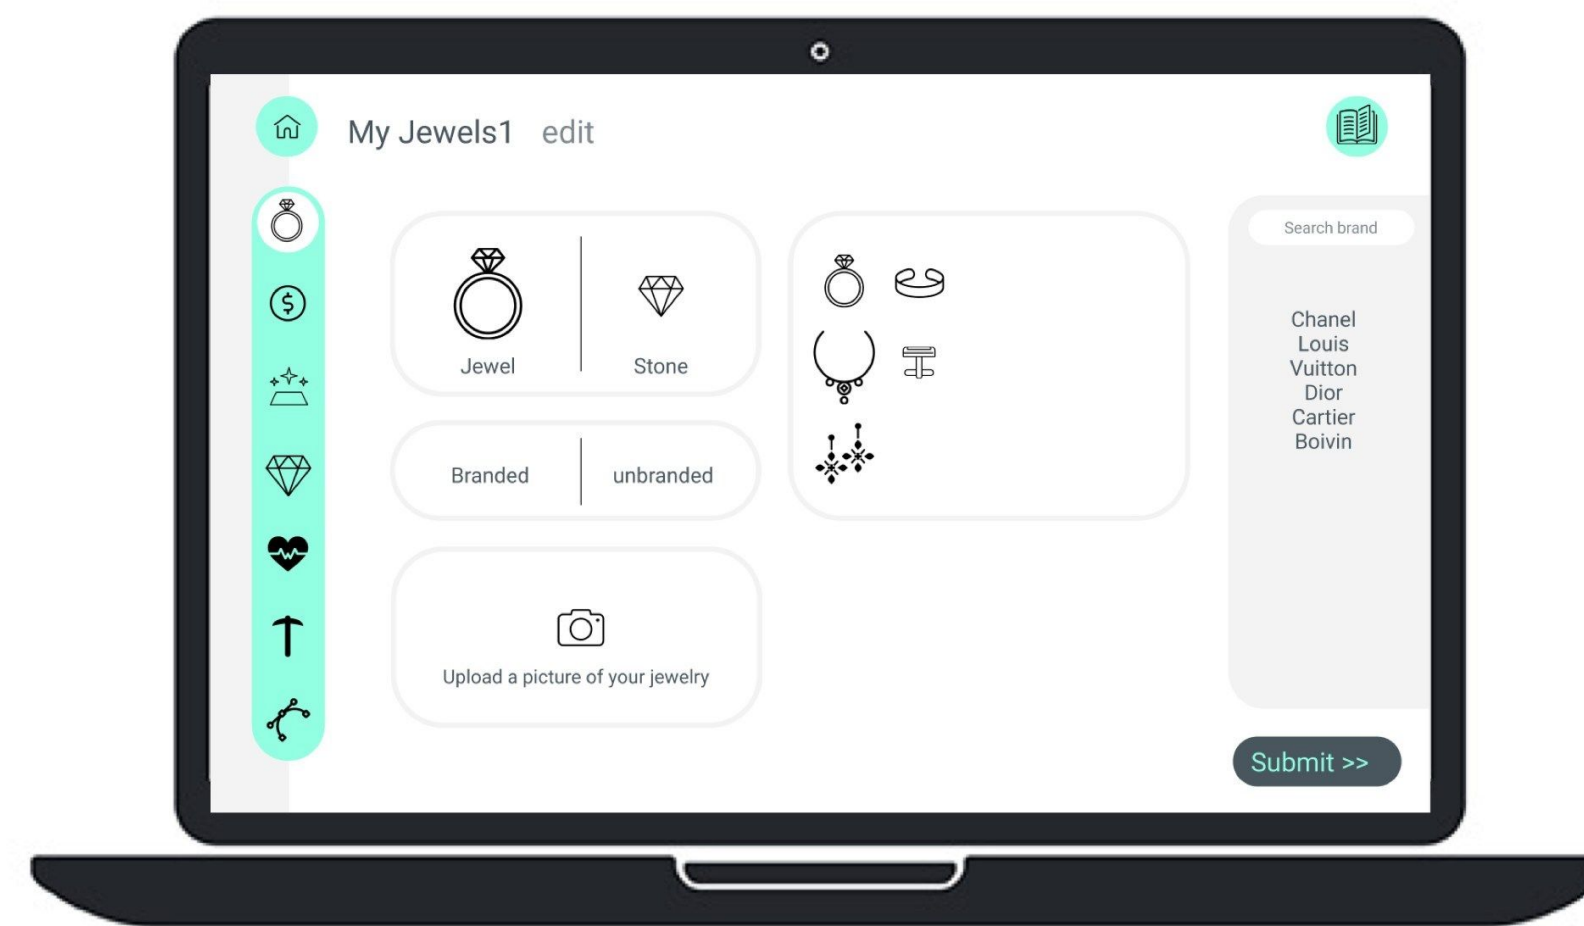 My Jewels1 edit
Jewel
Stone
Branded
unbranded
Upload a picture of your jewelry
Search brand
Chanel
Louis
Vuitton
Dior
Cartier
Boivin
Submit >>